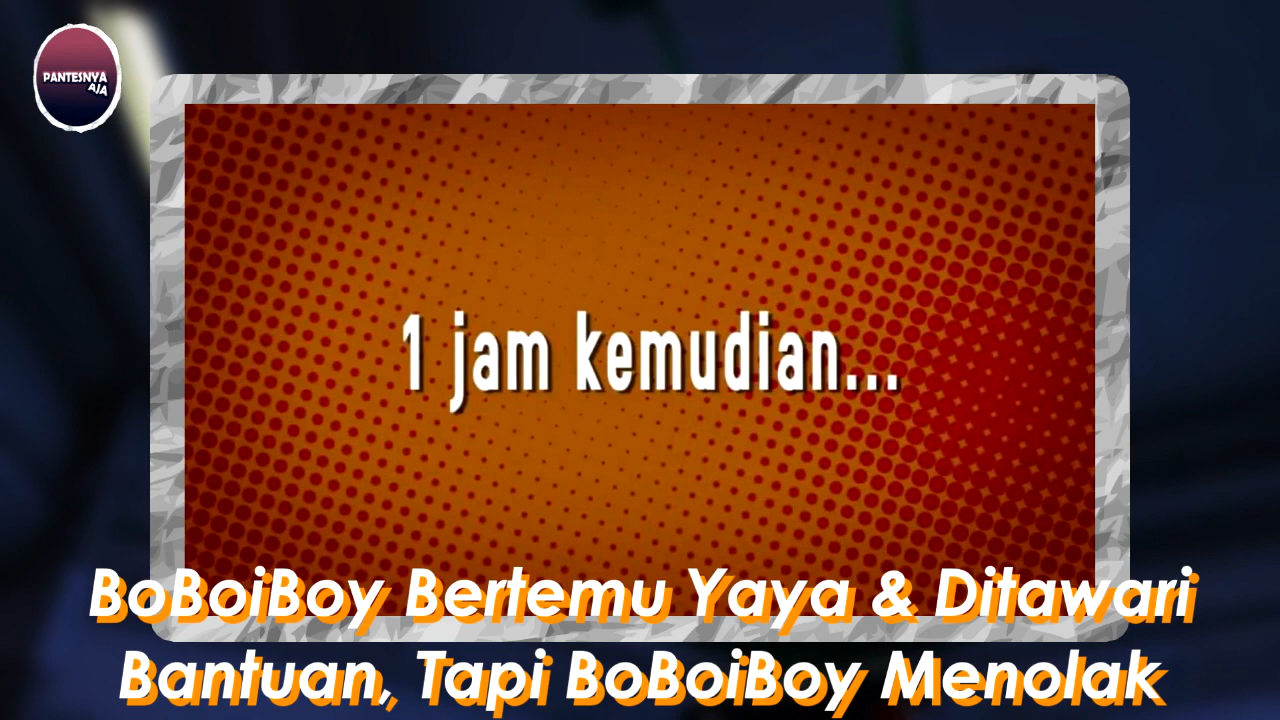 PANTESNYA
AJA
1 jam kemudian...
BoBoiBoy Bertemu Yaya & Ditawari
Bantuan, Tapi BoBoiBoy Menolak